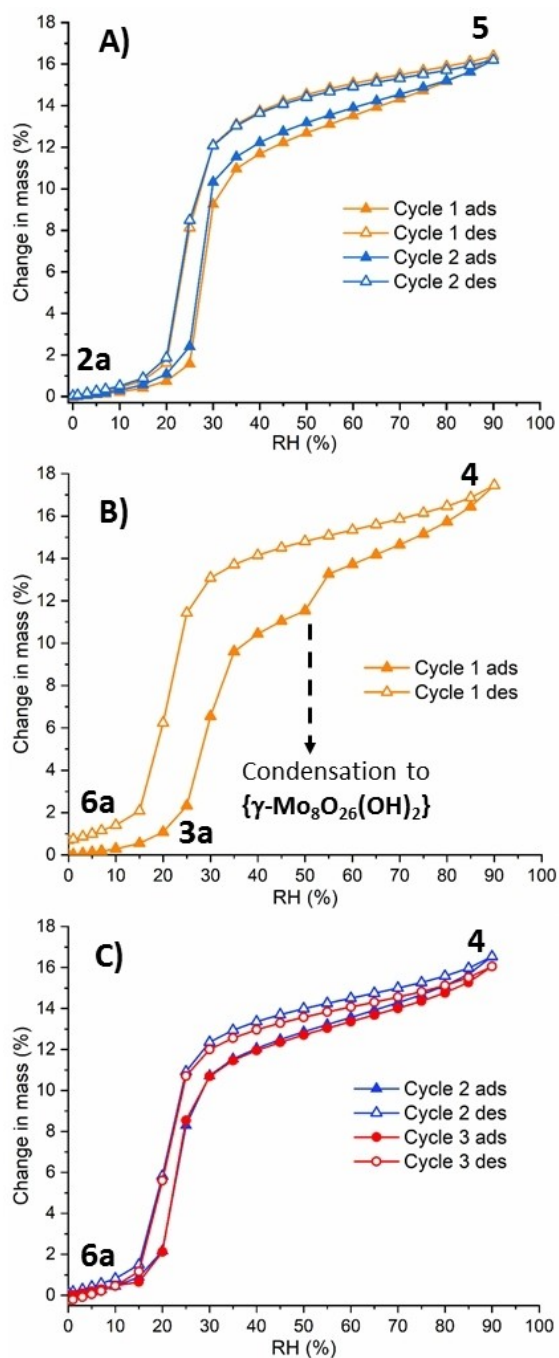 A)
5
Change in mass (%)
18
16
14
12
10
8
6
4
2
0
Cycle 1 ads
Cycle 1 des
Cycle 2 ads
Cycle 2 des
2a
0 10 20 30 40 50 60 70 80 90 100
RH (%)
B)
4
Change in mass (%)
18
16
14
12
10
8
6
4
2
0
Cycle 1 ads
Cycle 1 des
Condensation to
{γ-Mo₈O₂₆(OH)₂}
6a
3a
0 10 20 30 40 50 60 70 80 90 100
RH (%)
C)
4
Change in mass (%)
18
16
14
12
10
8
6
4
2
0
Cycle 2 ads
Cycle 2 des
Cycle 3 ads
Cycle 3 des
6a
0 10 20 30 40 50 60 70 80 90 100
RH (%)